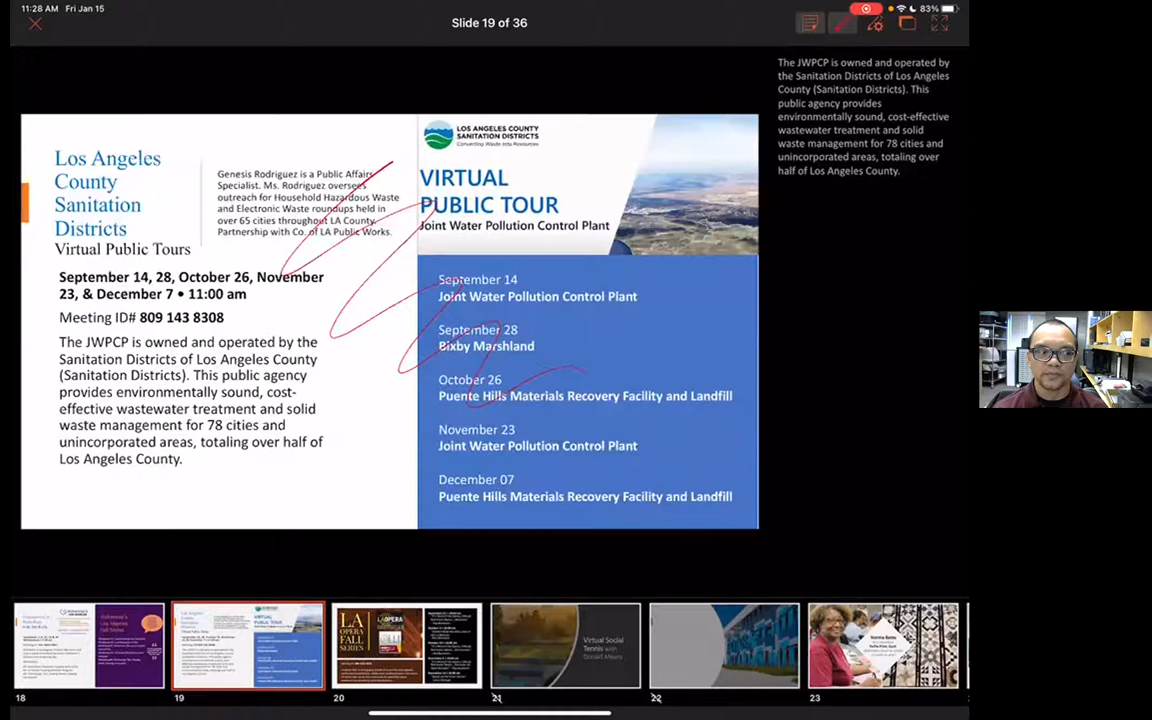 11:28 AM Fri Jan 15
83%
Slide 19 of 36
The JWPCP is owned and operated by
the Sanitation Districts of Los Angeles
County (Sanitation Districts). This
public agency provides
environmentally sound, cost-effective
wastewater treatment and solid
waste management for 78 cities and
unincorporated areas, totaling over
half of Los Angeles County.
Los Angeles
County
Sanitation
Districts
Virtual Public Tours
Genesis Rodriguez is a Public Affairs
Specialist. Ms. Rodriguez oversees
outreach for Household Hazardous Waste
and Electronic Waste roundups held in
over 65 cities throughout LA County.
Partnership with Co. of LA Public Works.
September 14, 28, October 26, November
23, & December 7 • 11:00 am
Meeting ID# 809 143 8308
The JWPCP is owned and operated by the
Sanitation Districts of Los Angeles County
(Sanitation Districts). This public agency
provides environmentally sound, cost-
effective wastewater treatment and solid
waste management for 78 cities and
unincorporated areas, totaling over half of
Los Angeles County.
LOS ANGELES COUNTY
SANITATION DISTRICTS
Converting Waste Into Resources
VIRTUAL
PUBLIC TOUR
Joint Water Pollution Control Plant
September 14
Joint Water Pollution Control Plant
September 28
Bixby Marshland
October 26
Puente Hills Materials Recovery Facility and Landfill
November 23
Joint Water Pollution Control Plant
December 07
Puente Hills Materials Recovery Facility and Landfill
LA
OPERA
FALL
SERIES
Virtual Social
Tennis with
18
19
20
21
22
23